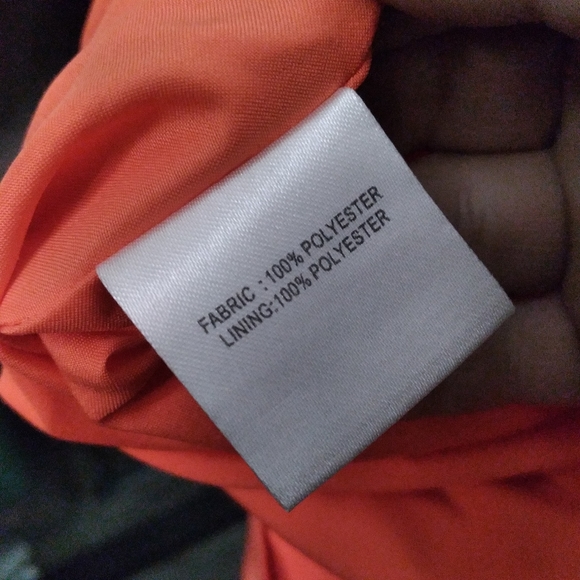 FABRIC :100% POLYESTER
LINING:100% POLYESTER